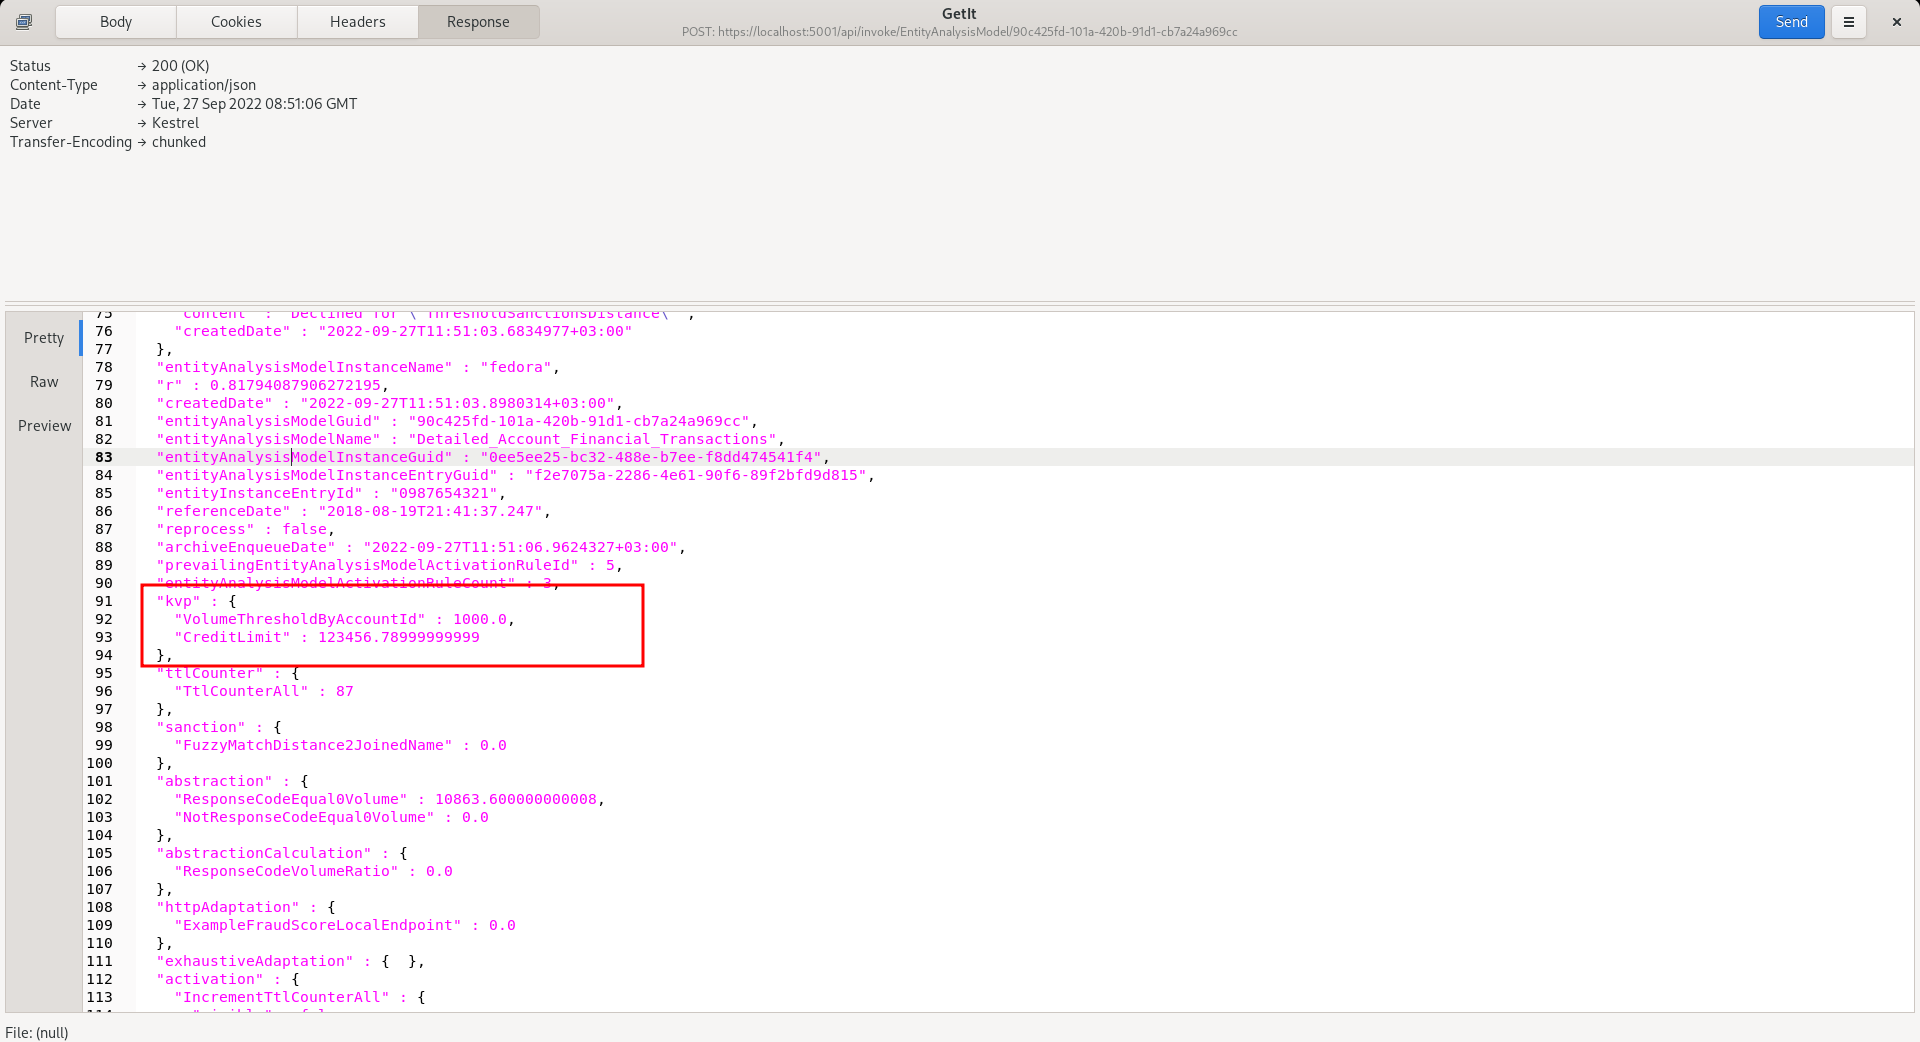 Body Cookies Headers Response
GetIt
POST: https://localhost:5001/api/invoke/EntityAnalysisModel/90c425fd-101a-420b-91d1-cb7a24a969cc
Send
Status → 200 (OK)
Content-Type → application/json
Date → Tue, 27 Sep 2022 08:51:06 GMT
Server → Kestrel
Transfer-Encoding → chunked
Pretty
Raw
Preview
75 "content" : "Declined for \"ThresholdSanctionsDistance\"",
76 "createdDate" : "2022-09-27T11:51:03.6834977+03:00"
77 },
78 "entityAnalysisModelInstanceName" : "fedora",
79 "r" : 0.81794087906272195,
80 "createdDate" : "2022-09-27T11:51:03.8980314+03:00",
81 "entityAnalysisModelGuid" : "90c425fd-101a-420b-91d1-cb7a24a969cc",
82 "entityAnalysisModelName" : "Detailed_Account_Financial_Transactions",
83 "entityAnalysisModelInstanceGuid" : "0ee5ee25-bc32-488e-b7ee-f8dd474541f4",
84 "entityAnalysisModelInstanceEntryGuid" : "f2e7075a-2286-4e61-90f6-89f2bfd9d815",
85 "entityInstanceEntryId" : "0987654321",
86 "referenceDate" : "2018-08-19T21:41:37.247",
87 "reprocess" : false,
88 "archiveEnqueueDate" : "2022-09-27T11:51:06.9624327+03:00",
89 "prevailingEntityAnalysisModelActivationRuleId" : 5,
90 "entityAnalysisModelActivationRuleCount" : 3,
91 "kvp" : {
92 "VolumeThresholdByAccountId" : 1000.0,
93 "CreditLimit" : 123456.78999999999
94 },
95 "ttlCounter" : {
96 "TtlCounterAll" : 87
97 },
98 "sanction" : {
99 "FuzzyMatchDistance2JoinedName" : 0.0
100 },
101 "abstraction" : {
102 "ResponseCodeEqual0Volume" : 10863.600000000008,
103 "NotResponseCodeEqual0Volume" : 0.0
104 },
105 "abstractionCalculation" : {
106 "ResponseCodeVolumeRatio" : 0.0
107 },
108 "httpAdaptation" : {
109 "ExampleFraudScoreLocalEndpoint" : 0.0
110 },
111 "exhaustiveAdaptation" : {  },
112 "activation" : {
113 "IncrementTtlCounterAll" : {
File: (null)